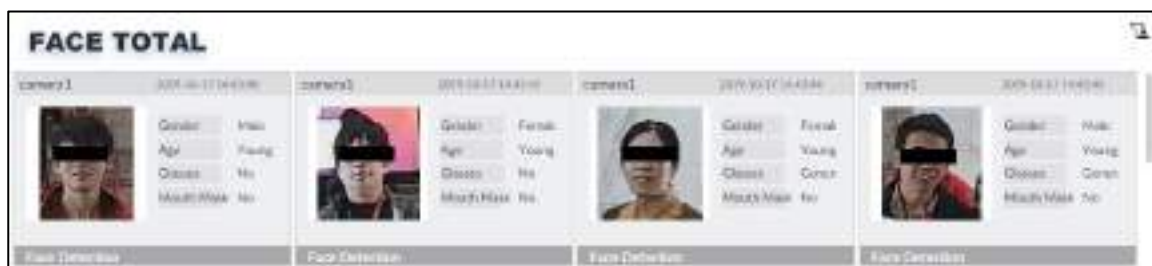 FACE TOTAL
camera1
camera1
camera1
camera1
Gender Male
Age Young
Glasses No
Mouth Mask No
Face Detection
Gender Female
Age Young
Glasses No
Mouth Mask No
Face Detection
Gender Female
Age Young
Glasses
Mouth Mask No
Face Detection
Gender Male
Age Young
Glasses
Mouth Mask No
Face Detection